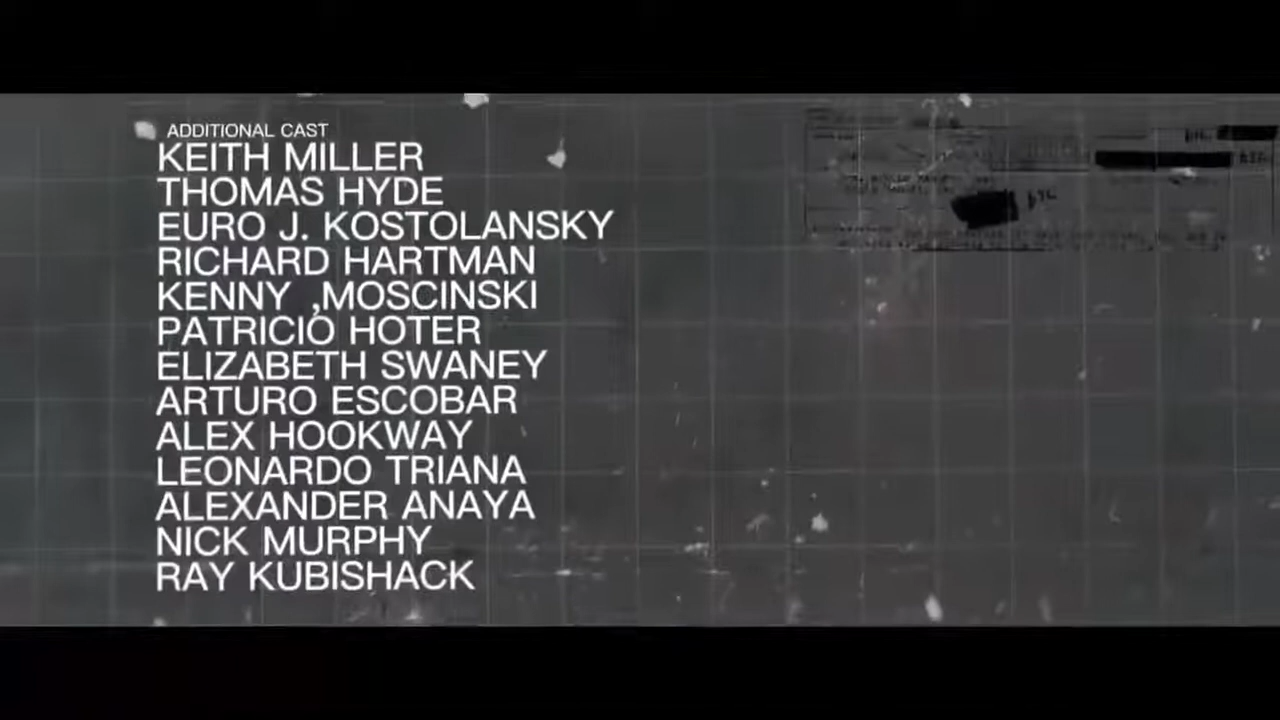 ADDITIONAL CAST
KEITH MILLER
THOMAS HYDE
EURO J. KOSTOLANSKY
RICHARD HARTMAN
KENNY ,MOSCINSKI
PATRICIO HOTER
ELIZABETH SWANEY
ARTURO ESCOBAR
ALEX HOOKWAY
LEONARDO TRIANA
ALEXANDER ANAYA
NICK MURPHY
RAY KUBISHACK